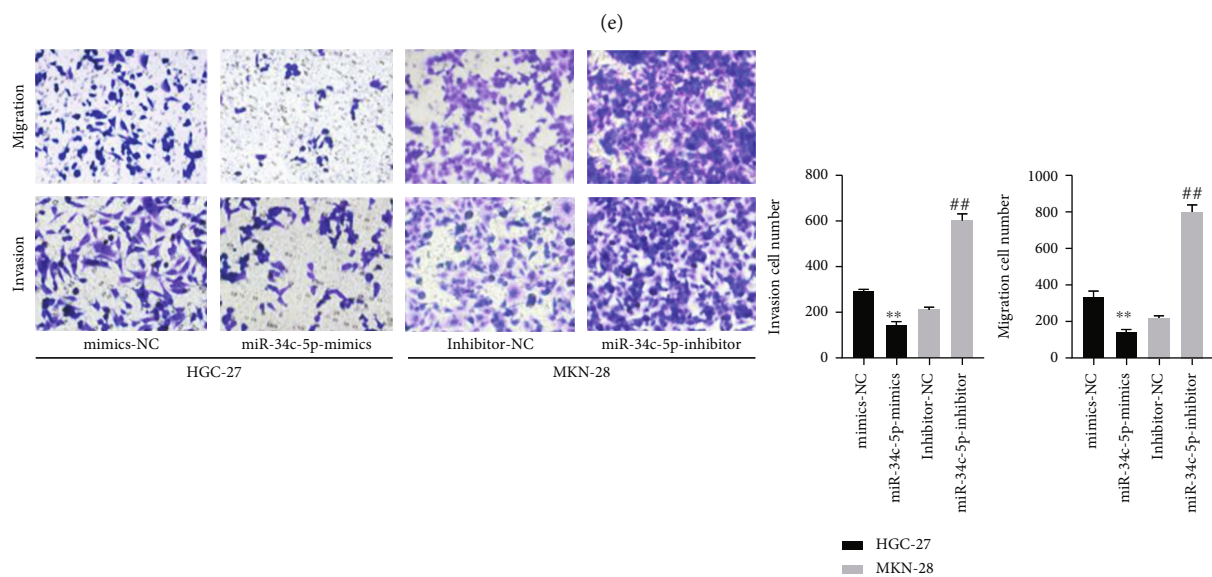 (e)
Migration
Invasion
mimics-NC
miR-34c-5p-mimics
Inhibitor-NC
miR-34c-5p-inhibitor
HGC-27
MKN-28
Invasion cell number
800
600
400
200
0
**
##
mimics-NC
miR-34c-5p-mimics
Inhibitor-NC
miR-34c-5p-inhibitor
Migration cell number
1000
800
600
400
200
0
**
##
mimics-NC
miR-34c-5p-mimics
Inhibitor-NC
miR-34c-5p-inhibitor
HGC-27
MKN-28